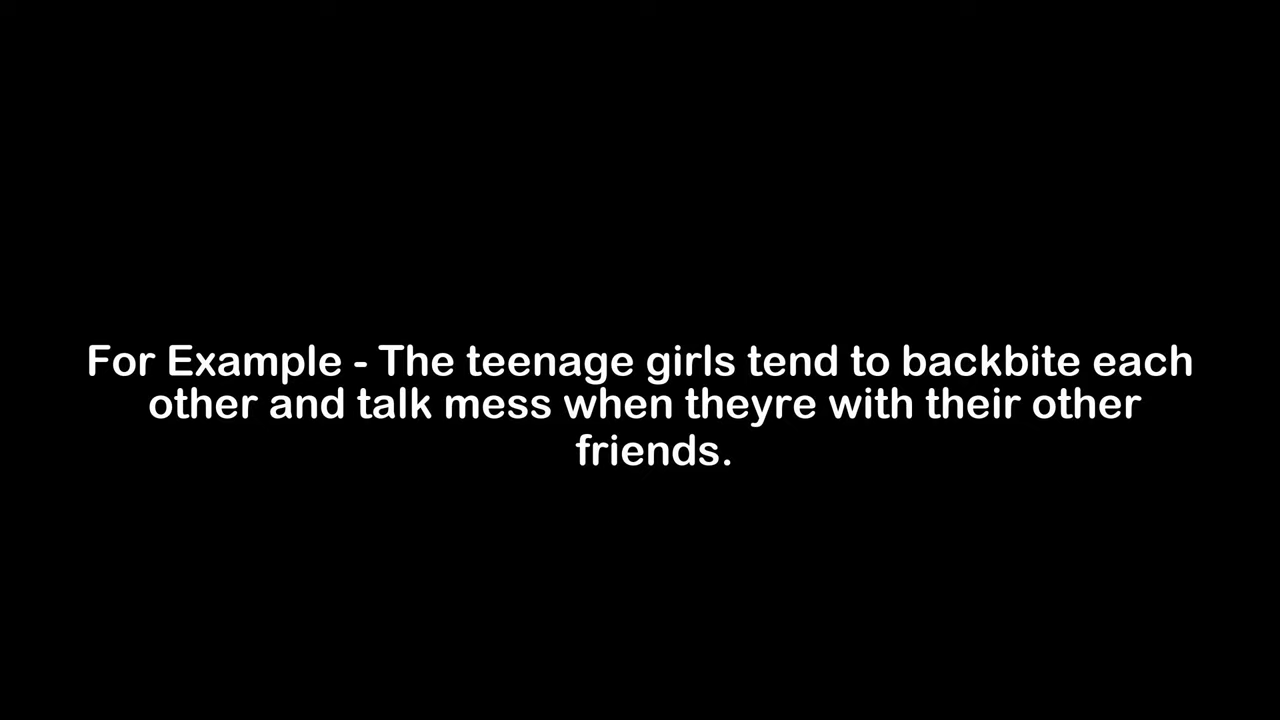 For Example - The teenage girls tend to backbite each
other and talk mess when theyre with their other
friends.